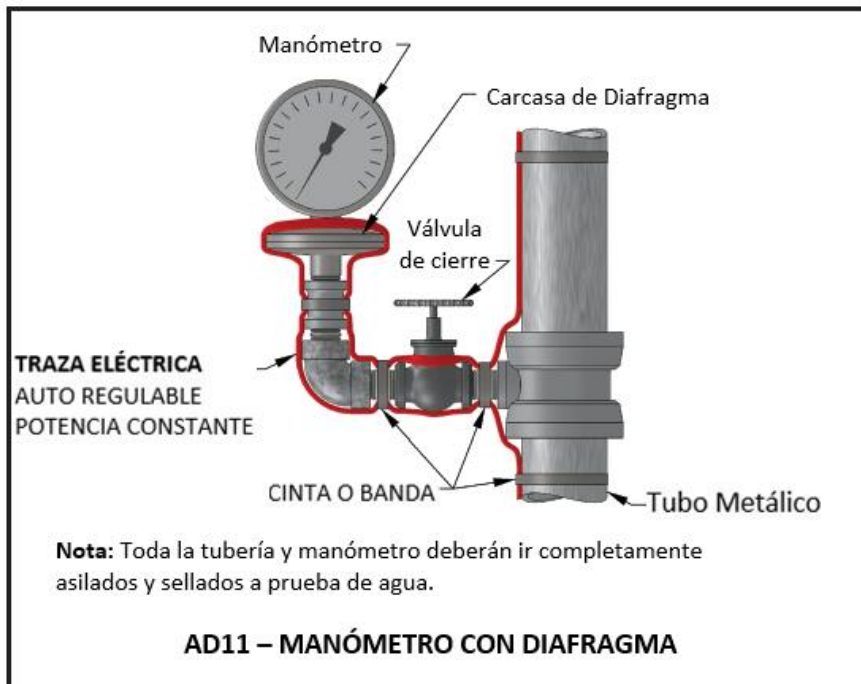 Manómetro
Carcasa de Diafragma
Válvula
de cierre
TRAZA ELÉCTRICA
AUTO REGULABLE
POTENCIA CONSTANTE
CINTA O BANDA
Tubo Metálico
Nota: Toda la tubería y manómetro deberán ir completamente
asilados y sellados a prueba de agua.
AD11 – MANÓMETRO CON DIAFRAGMA